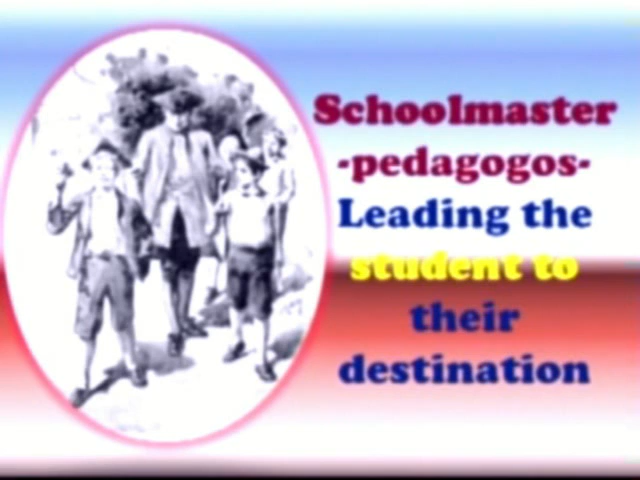 Schoolmaster
-pedagogos-
Leading the
student to
their
destination